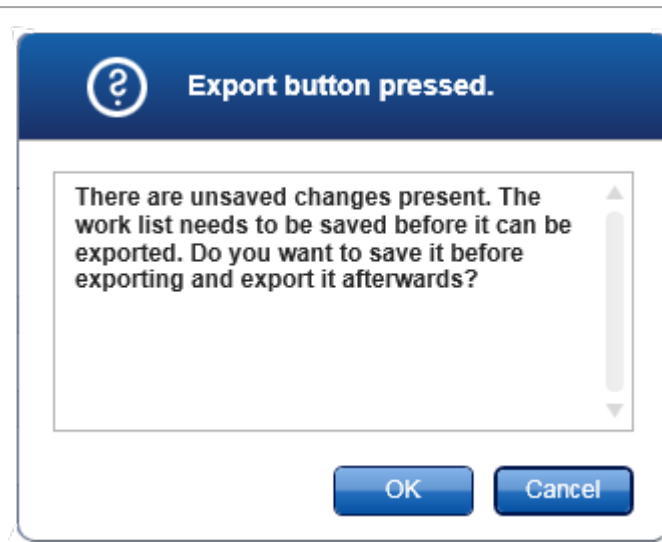 Export button pressed.
There are unsaved changes present. The
work list needs to be saved before it can be
exported. Do you want to save it before
exporting and export it afterwards?
OK
Cancel